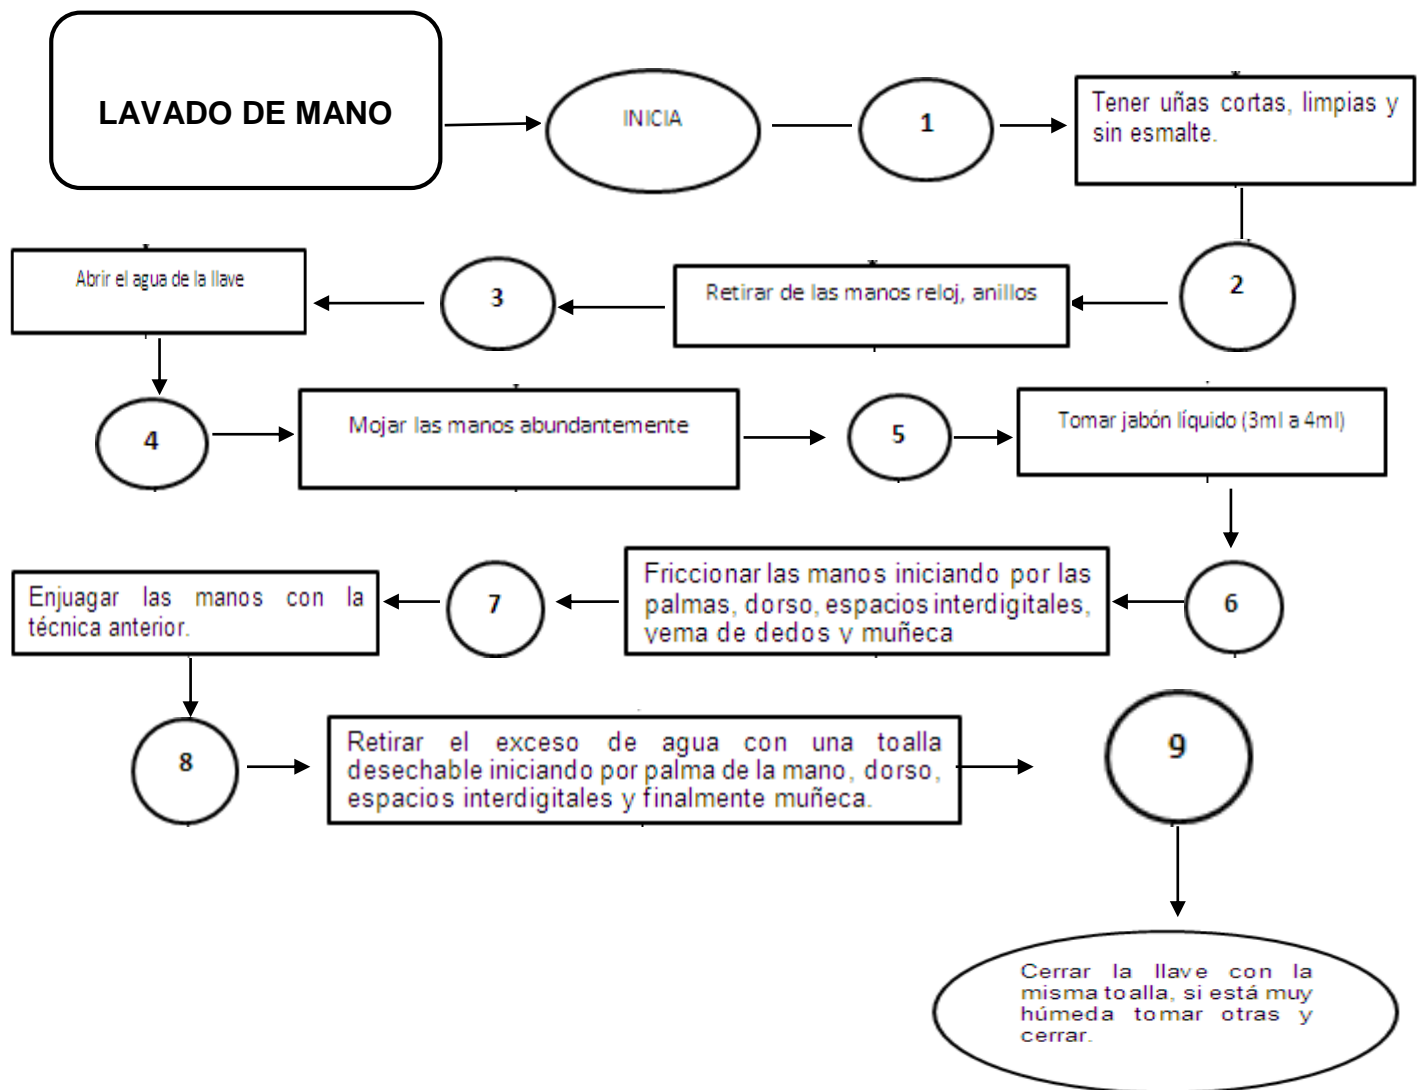 LAVADO DE MANO
INICIA
1
Tener uñas cortas, limpias y
sin esmalte.
2
Retirar de las manos reloj, anillos
3
Abrir el agua de la llave
4
Mojar las manos abundantemente
5
Tomar jabón líquido (3ml a 4ml)
6
Friccionar las manos iniciando por las
palmas, dorso, espacios interdigitales,
yema de dedos y muñeca
7
Enjuagar las manos con la
técnica anterior.
8
Retirar el exceso de agua con una toalla
desechable iniciando por palma de la mano, dorso,
espacios interdigitales y finalmente muñeca.
9
Cerrar la llave con la
misma toalla, si está muy
húmeda tomar otras y
cerrar.